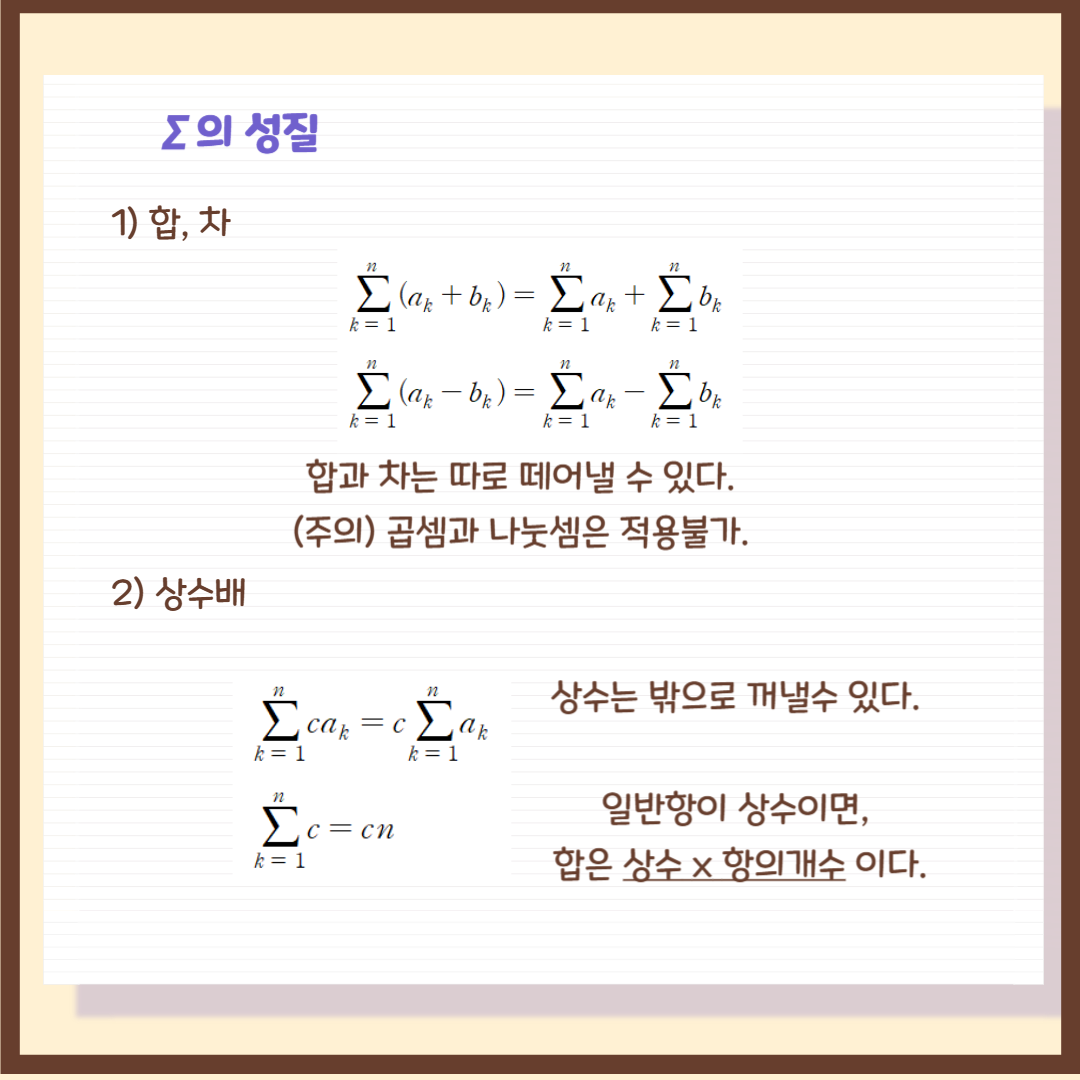 Σ의 성질
1) 합, 차
$\sum_{k=1}^{n}(a_k+b_k)=\sum_{k=1}^{n}a_k+\sum_{k=1}^{n}b_k$
$\sum_{k=1}^{n}(a_k-b_k)=\sum_{k=1}^{n}a_k-\sum_{k=1}^{n}b_k$
합과 차는 따로 떼어낼 수 있다.
(주의) 곱셈과 나눗셈은 적용불가.
2) 상수배
$\sum_{k=1}^{n}ca_k=c\sum_{k=1}^{n}a_k$
상수는 밖으로 꺼낼수 있다.
$\sum_{k=1}^{n}c=cn$
일반항이 상수이면,
합은 상수 x 항의개수 이다.